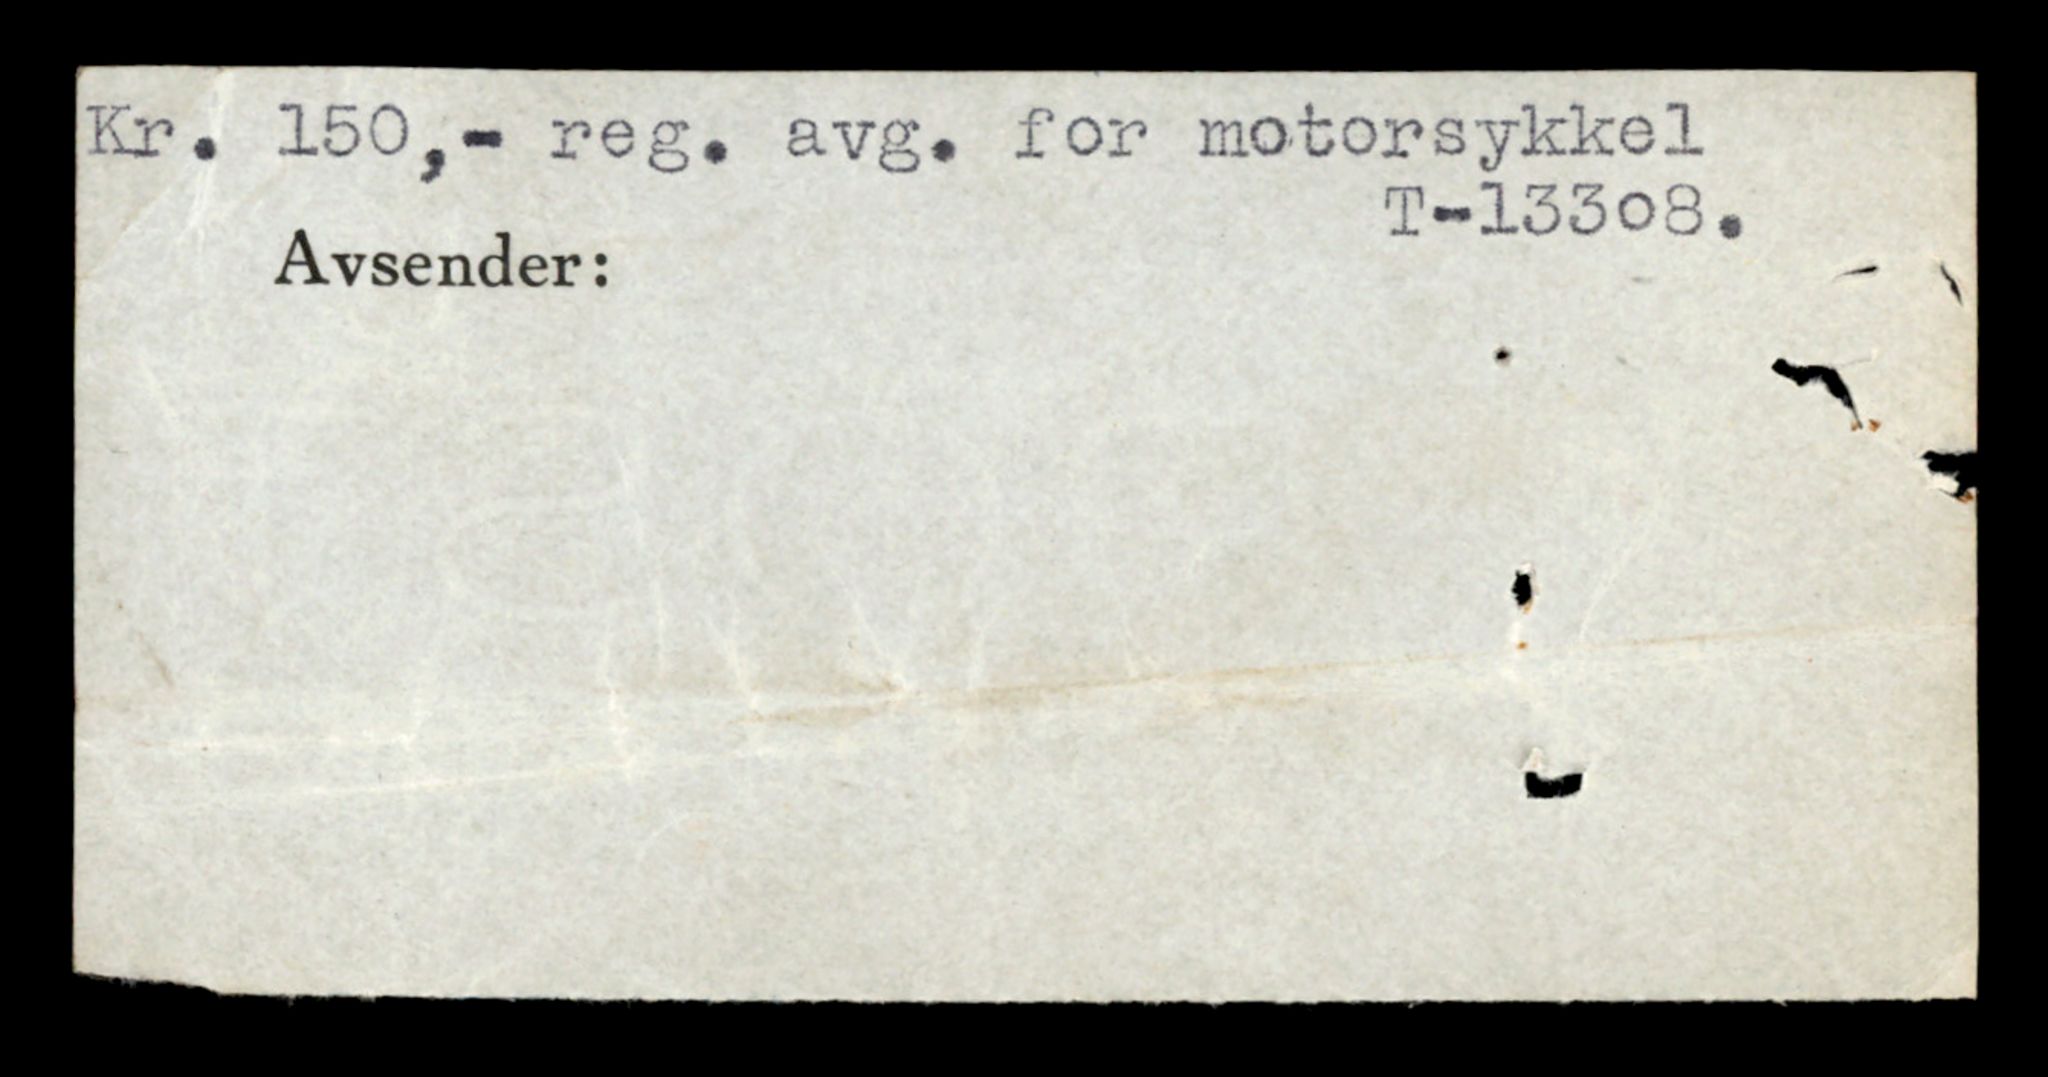 Kr. 150,- reg. avg. for motorsykkel
T-13308.
Avsender: